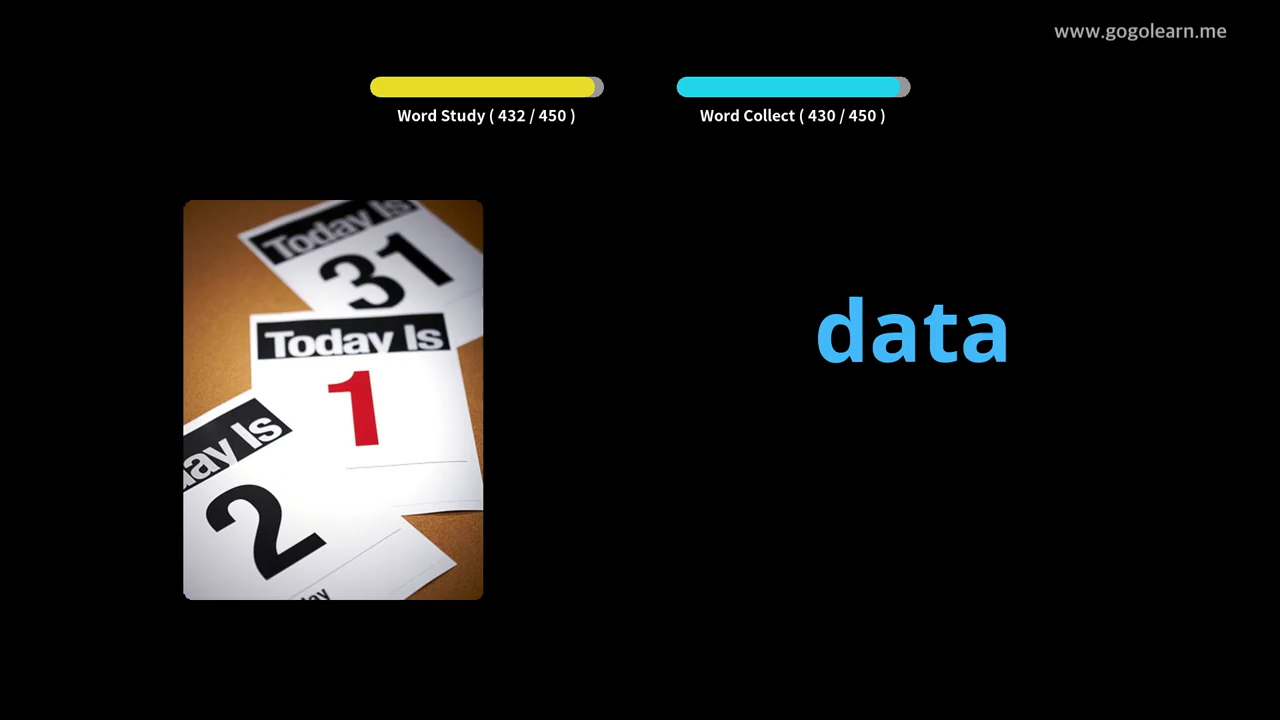 www.gogolearn.me
Word Study ( 432 / 450 )
Word Collect ( 430 / 450 )
Today Is
31
Today Is
1
day Is
2
data